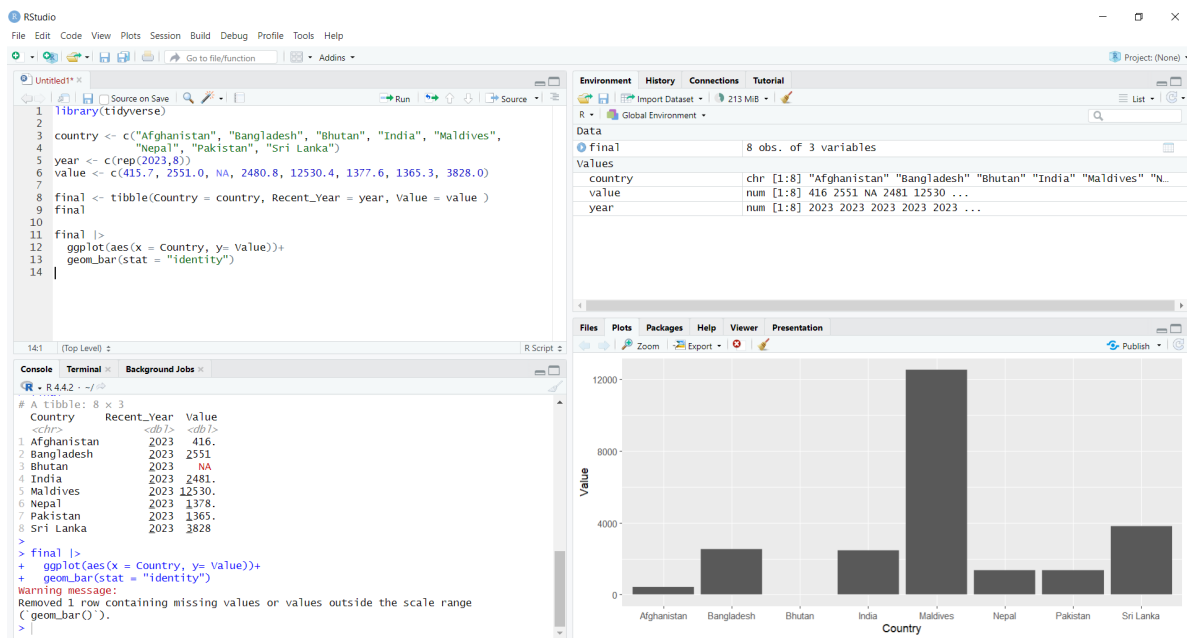 RStudio
File Edit Code View Plots Session Build Debug Profile Tools Help
Go to file/function Addins Project: (None)
Untitled1*
Source on Save Run Source
1 library(tidyverse)
2
3 country <- c("Afghanistan", "Bangladesh", "Bhutan", "India", "Maldives",
4 "Nepal", "Pakistan", "Sri Lanka")
5 year <- c(rep(2023,8))
6 value <- c(415.7, 2551.0, NA, 2480.8, 12530.4, 1377.6, 1365.3, 3828.0)
7
8 final <- tibble(Country = country, Recent_Year = year, Value = value )
9 final
10
11 final |>
12 ggplot(aes(x = Country, y= Value))+
13 geom_bar(stat = "identity")
14
14:1 (Top Level) R Script
Console Terminal Background Jobs
R 4.4.2 · ~/
# A tibble: 8 × 3
Country Recent_Year Value
<chr> <dbl> <dbl>
1 Afghanistan 2023 416.
2 Bangladesh 2023 2551
3 Bhutan 2023 NA
4 India 2023 2481.
5 Maldives 2023 12530.
6 Nepal 2023 1378.
7 Pakistan 2023 1365.
8 Sri Lanka 2023 3828
>
> final |>
+ ggplot(aes(x = Country, y= Value))+
+ geom_bar(stat = "identity")
Warning message:
Removed 1 row containing missing values or values outside the scale range
(`geom_bar()`).
>
Environment History Connections Tutorial
Import Dataset 213 MiB List
R Global Environment
Data
final 8 obs. of 3 variables
Values
country chr [1:8] "Afghanistan" "Bangladesh" "Bhutan" "India" "Maldives" "N…
value num [1:8] 416 2551 NA 2481 12530 ...
year num [1:8] 2023 2023 2023 2023 2023 ...
Files Plots Packages Help Viewer Presentation
Zoom Export Publish
12000
8000
4000
0
Value
Afghanistan Bangladesh Bhutan India Maldives Nepal Pakistan Sri Lanka
Country